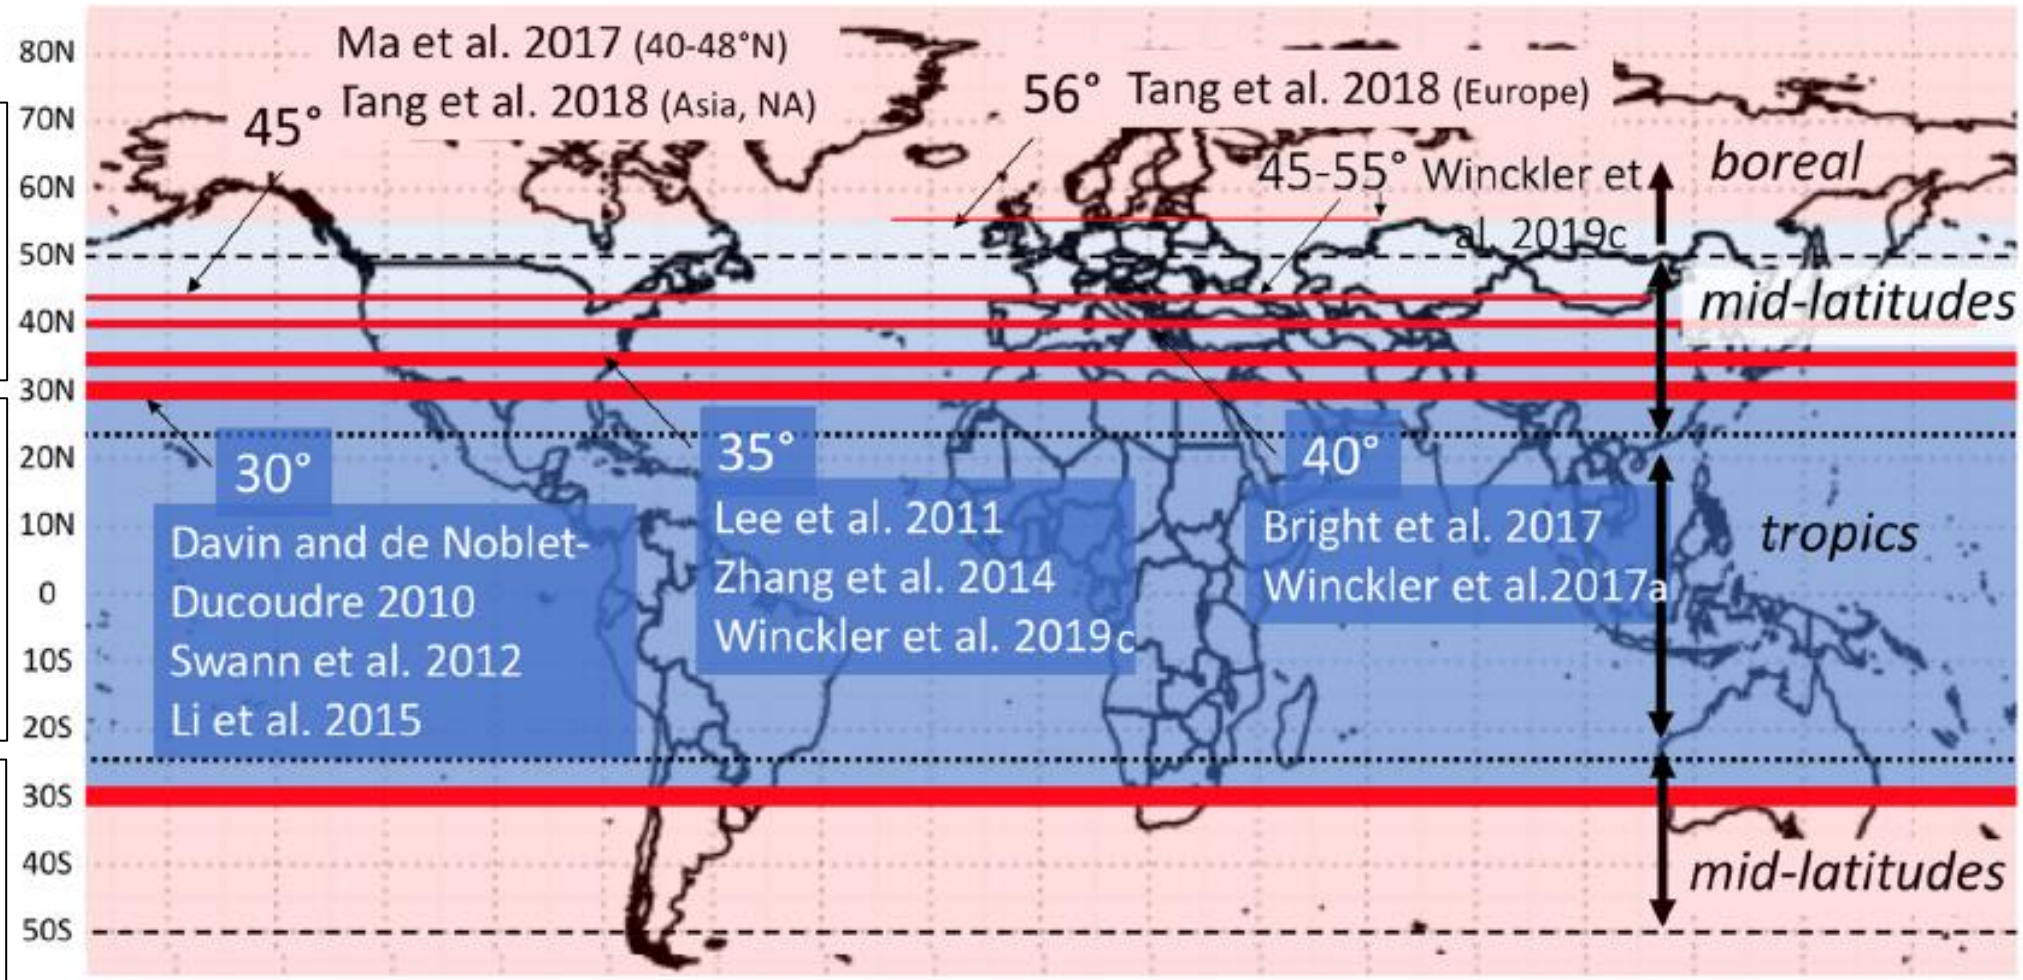 80N
70N
60N
50N
40N
30N
20N
10N
0
10S
20S
30S
40S
50S
Ma et al. 2017 (40-48°N)
45° Tang et al. 2018 (Asia, NA)
56° Tang et al. 2018 (Europe)
45-55° Winckler et
al. 2019c
boreal
mid-latitudes
tropics
mid-latitudes
30°
Davin and de Noblet-
Ducoudre 2010
Swann et al. 2012
Li et al. 2015
35°
Lee et al. 2011
Zhang et al. 2014
Winckler et al. 2019c
40°
Bright et al. 2017
Winckler et al.2017a